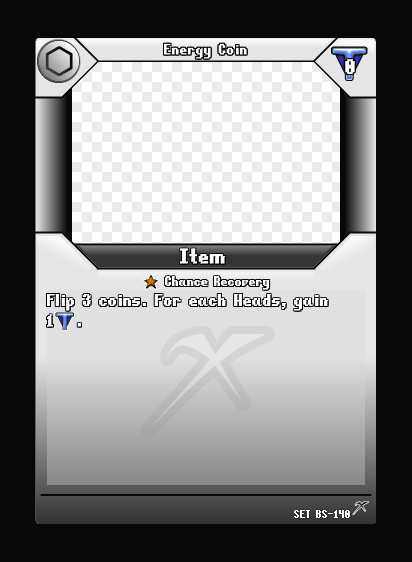 Energy Coin
0
Item
Chance Recovery
Flip 3 coins. For each Heads, gain
1 .
SET BS-140